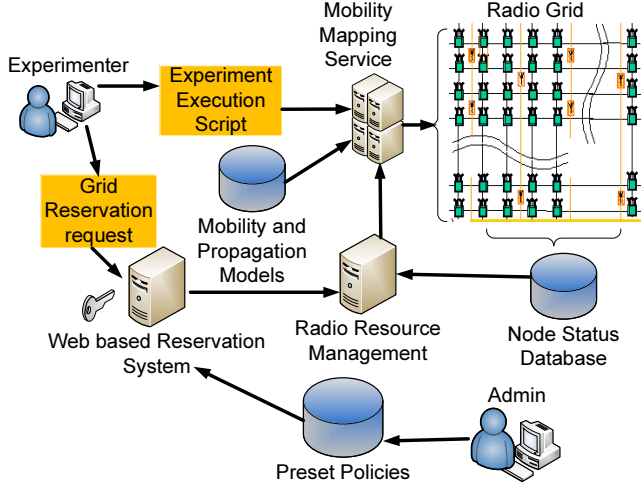 Mobility
Mapping
Service
Radio Grid
Experimenter
Experiment
Execution
Script
Grid
Reservation
request
Mobility and
Propagation
Models
Web based Reservation
System
Radio Resource
Management
Node Status
Database
Admin
Preset Policies